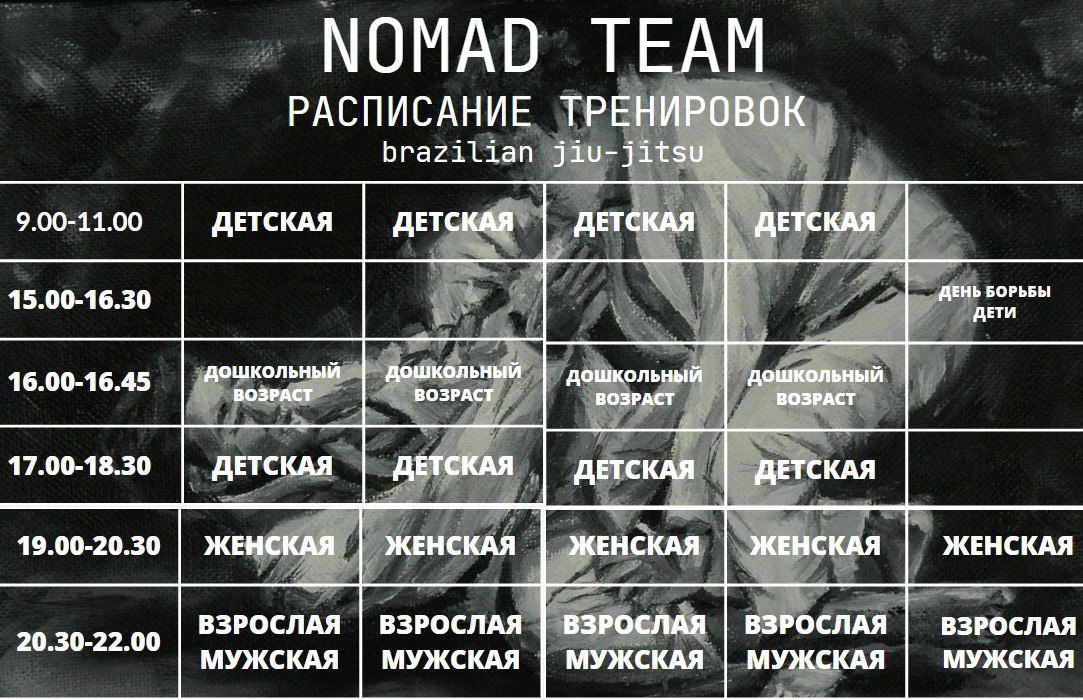 NOMAD TEAM
РАСПИСАНИЕ ТРЕНИРОВОК
brazilian jiu-jitsu
9.00-11.00 ДЕТСКАЯ ДЕТСКАЯ ДЕТСКАЯ ДЕТСКАЯ
15.00-16.30 ДЕНЬ БОРЬБЫ
ДЕТИ
16.00-16.45 ДОШКОЛЬНЫЙ ДОШКОЛЬНЫЙ ДОШКОЛЬНЫЙ ДОШКОЛЬНЫЙ
ВОЗРАСТ ВОЗРАСТ ВОЗРАСТ ВОЗРАСТ
17.00-18.30 ДЕТСКАЯ ДЕТСКАЯ ДЕТСКАЯ ДЕТСКАЯ
19.00-20.30 ЖЕНСКАЯ ЖЕНСКАЯ ЖЕНСКАЯ ЖЕНСКАЯ ЖЕНСКАЯ
20.30-22.00 ВЗРОСЛАЯ ВЗРОСЛАЯ ВЗРОСЛАЯ ВЗРОСЛАЯ ВЗРОСЛАЯ
МУЖСКАЯ МУЖСКАЯ МУЖСКАЯ МУЖСКАЯ МУЖСКАЯ